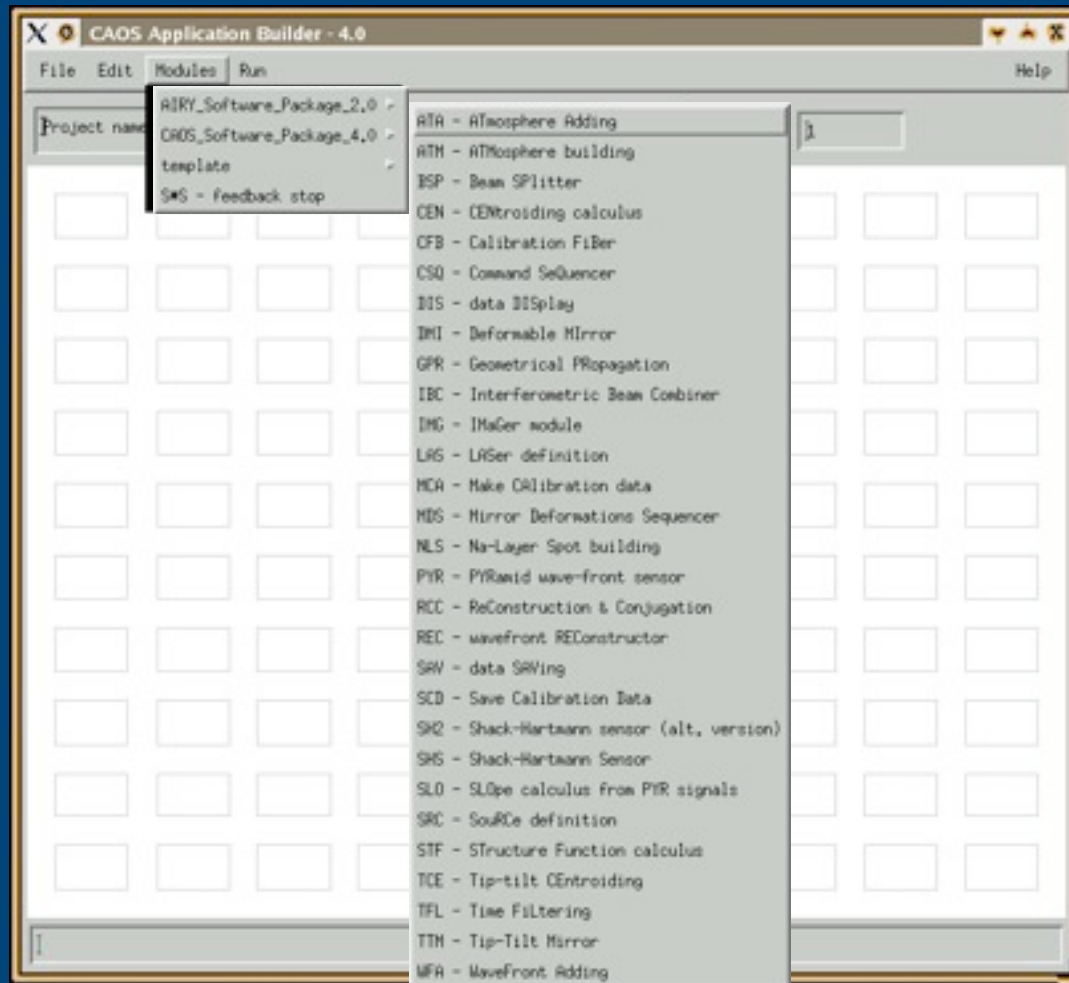 CAOS Application Builder - 4.0
File Edit Modules Run Help
Project name
1
AIRY_Software_Package_2.0
CAOS_Software_Package_4.0
template
S*S - feedback stop
ATA - ATmosphere Adding
ATM - ATMosphere building
BSP - Beam SPlitter
CEN - CENtroiding calculus
CFB - Calibration FiBer
CSQ - Command SeQuencer
DIS - data DISplay
DMI - Deformable MIrror
GPR - Geometrical PRopagation
IBC - Interferometric Beam Combiner
IMG - IMaGer module
LAS - LASer definition
MCA - Make CAlibration data
MDS - Mirror Deformations Sequencer
NLS - Na-Layer Spot building
PYR - PYRamid wave-front sensor
RCC - ReConstruction & Conjugation
REC - wavefront REConstructor
SAV - data SAVing
SCD - Save Calibration Data
SH2 - Shack-Hartmann sensor (alt. version)
SHS - Shack-Hartmann Sensor
SLO - SLOpe calculus from PYR signals
SRC - SouRCe definition
STF - STructure Function calculus
TCE - Tip-tilt CEntroiding
TFL - Time FiLtering
TTM - Tip-Tilt Mirror
WFA - WaveFront Adding